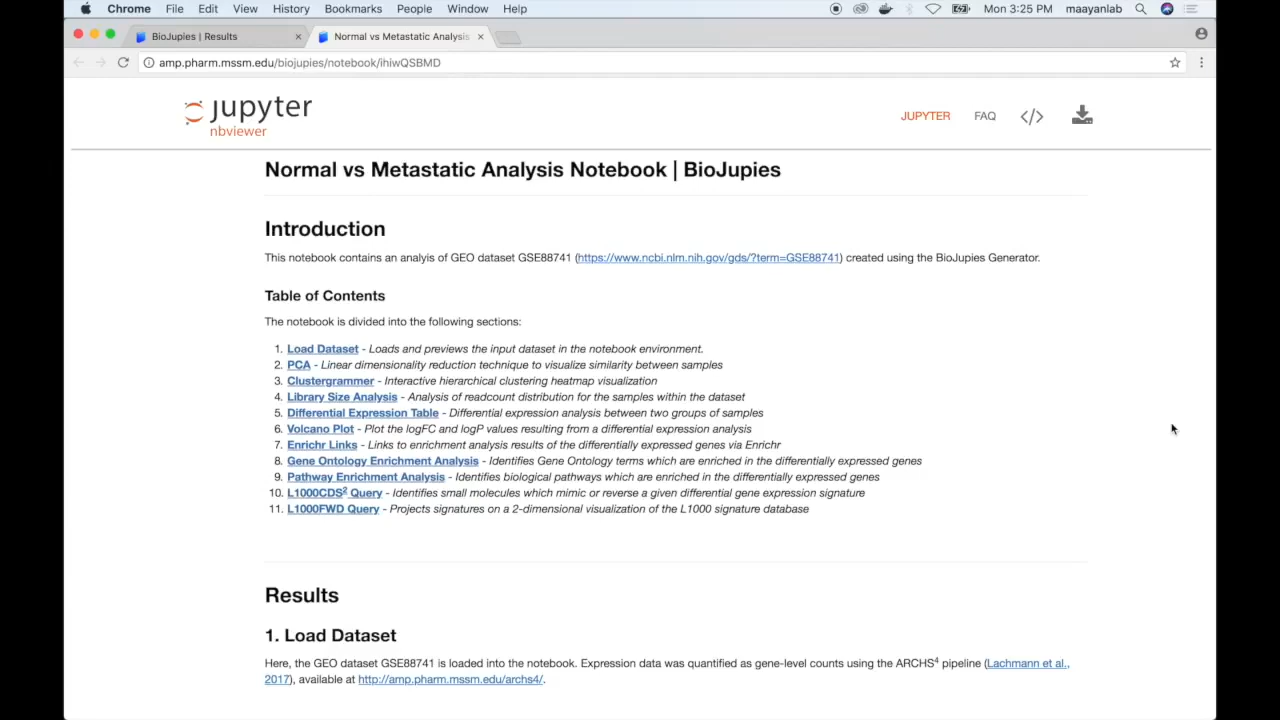 Chrome File Edit View History Bookmarks People Window Help Mon 3:25 PM maayanlab
BioJupies | Results Normal vs Metastatic Analysis
amp.pharm.mssm.edu/biojupies/notebook/ihiwQSBMD
jupyter
nbviewer
JUPYTER FAQ </>
Normal vs Metastatic Analysis Notebook | BioJupies
Introduction
This notebook contains an analyis of GEO dataset GSE88741 (https://www.ncbi.nlm.nih.gov/gds/?term=GSE88741) created using the BioJupies Generator.
Table of Contents
The notebook is divided into the following sections:
1. Load Dataset - Loads and previews the input dataset in the notebook environment.
2. PCA - Linear dimensionality reduction technique to visualize similarity between samples
3. Clustergrammer - Interactive hierarchical clustering heatmap visualization
4. Library Size Analysis - Analysis of readcount distribution for the samples within the dataset
5. Differential Expression Table - Differential expression analysis between two groups of samples
6. Volcano Plot - Plot the logFC and logP values resulting from a differential expression analysis
7. Enrichr Links - Links to enrichment analysis results of the differentially expressed genes via Enrichr
8. Gene Ontology Enrichment Analysis - Identifies Gene Ontology terms which are enriched in the differentially expressed genes
9. Pathway Enrichment Analysis - Identifies biological pathways which are enriched in the differentially expressed genes
10. L1000CDS² Query - Identifies small molecules which mimic or reverse a given differential gene expression signature
11. L1000FWD Query - Projects signatures on a 2-dimensional visualization of the L1000 signature database
Results
1. Load Dataset
Here, the GEO dataset GSE88741 is loaded into the notebook. Expression data was quantified as gene-level counts using the ARCHS⁴ pipeline (Lachmann et al.,
2017), available at http://amp.pharm.mssm.edu/archs4/.